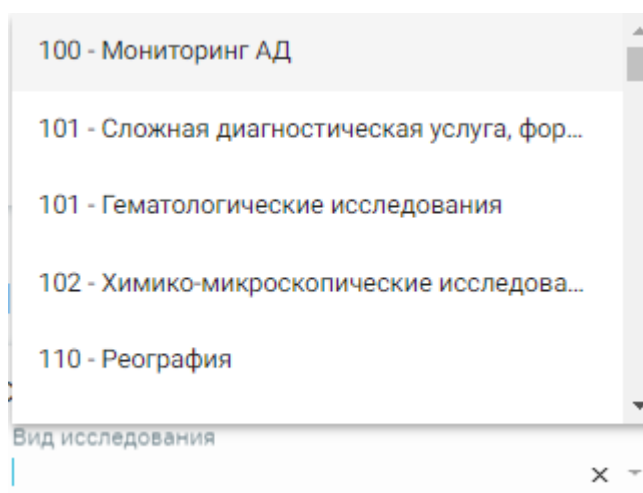 100 - Мониторинг АД
101 - Сложная диагностическая услуга, фор...
101 - Гематологические исследования
102 - Химико-микроскопические исследова...
110 - Реография
Вид исследования